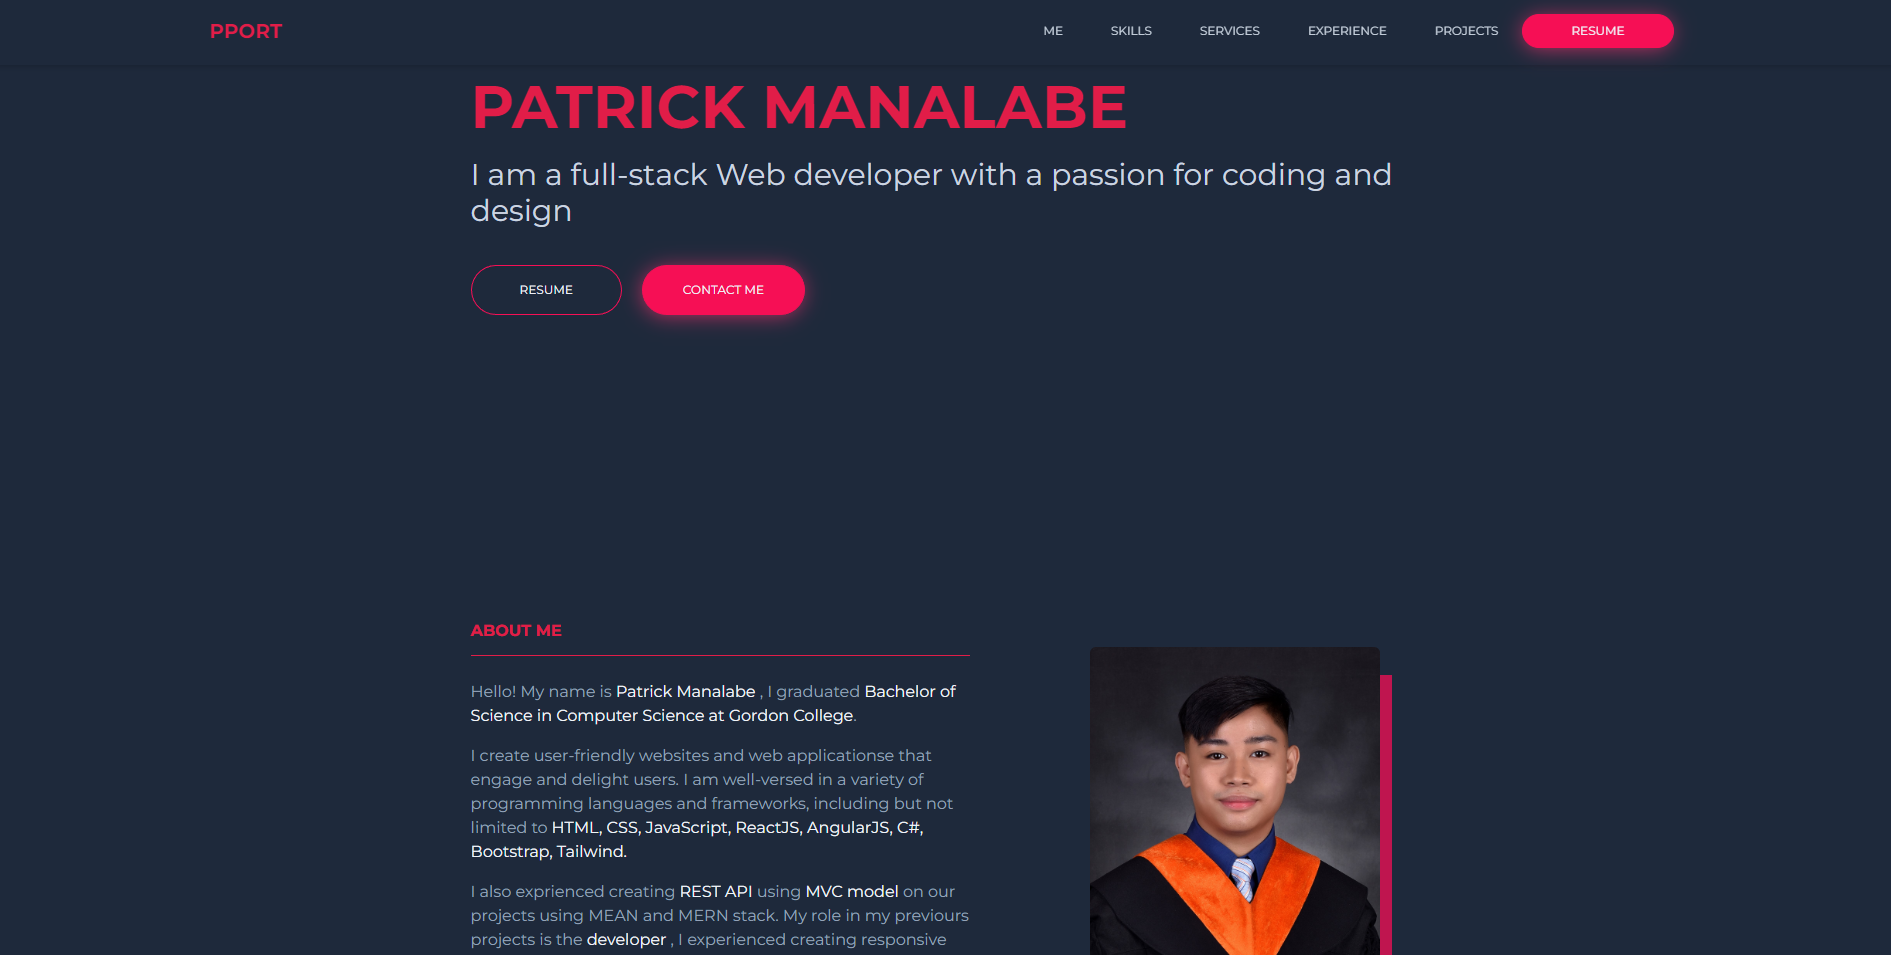 PPORT
ME SKILLS SERVICES EXPERIENCE PROJECTS RESUME
PATRICK MANALABE
I am a full-stack Web developer with a passion for coding and
design
RESUME CONTACT ME
ABOUT ME
Hello! My name is Patrick Manalabe , I graduated Bachelor of
Science in Computer Science at Gordon College.
I create user-friendly websites and web applicationse that
engage and delight users. I am well-versed in a variety of
programming languages and frameworks, including but not
limited to HTML, CSS, JavaScript, ReactJS, AngularJS, C#,
Bootstrap, Tailwind.
I also exprienced creating REST API using MVC model on our
projects using MEAN and MERN stack. My role in my previours
projects is the developer , I experienced creating responsive